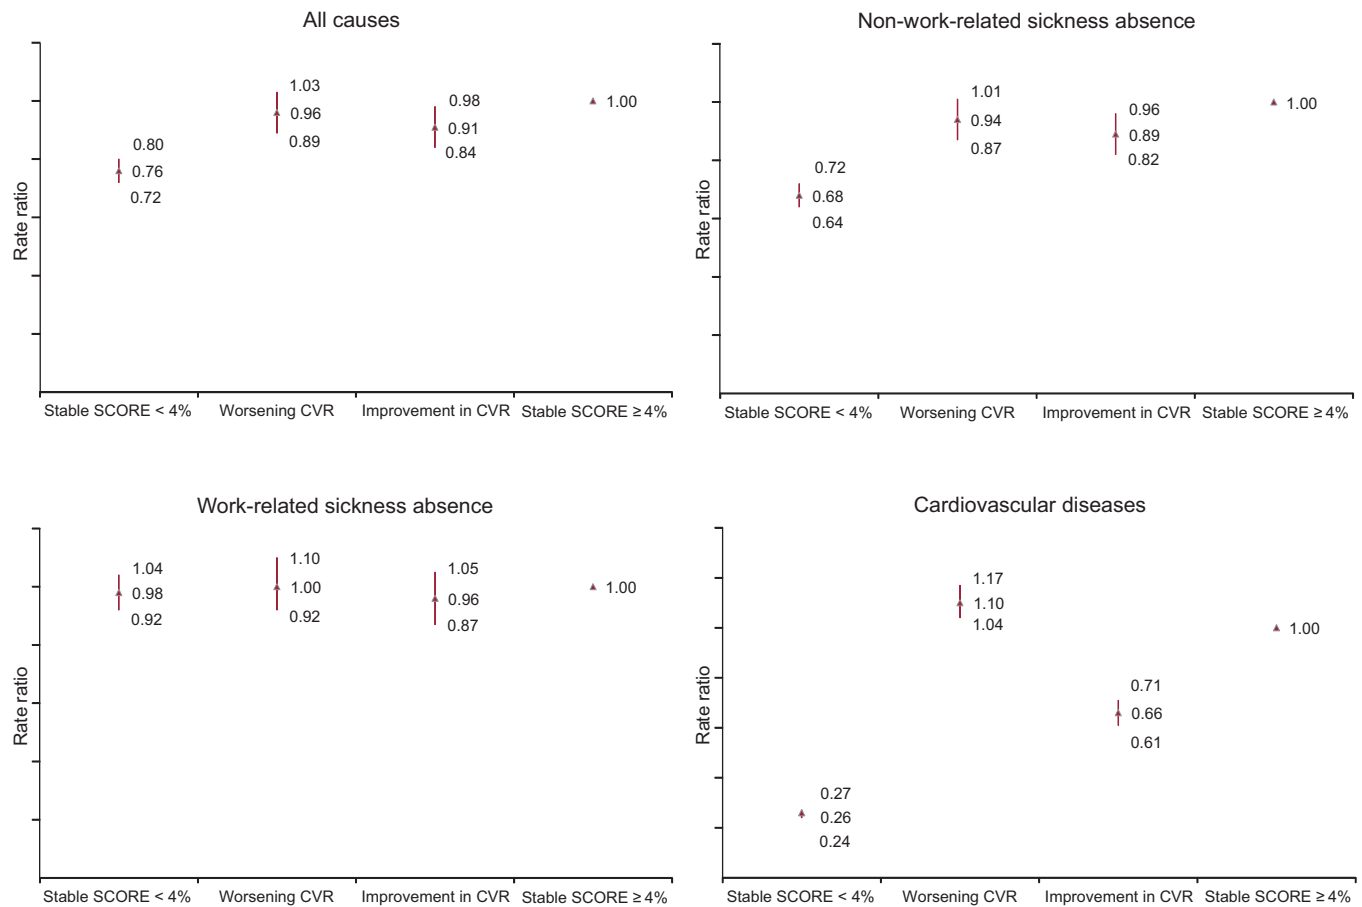 All causes
Rate ratio
0.80
0.76
0.72
1.03
0.96
0.89
0.98
0.91
0.84
1.00
Stable SCORE < 4%
Worsening CVR
Improvement in CVR
Stable SCORE ≥ 4%
Non-work-related sickness absence
Rate ratio
0.72
0.68
0.64
1.01
0.94
0.87
0.96
0.89
0.82
1.00
Stable SCORE < 4%
Worsening CVR
Improvement in CVR
Stable SCORE ≥ 4%
Work-related sickness absence
Rate ratio
1.04
0.98
0.92
1.10
1.00
0.92
1.05
0.96
0.87
1.00
Stable SCORE < 4%
Worsening CVR
Improvement in CVR
Stable SCORE ≥ 4%
Cardiovascular diseases
Rate ratio
0.27
0.26
0.24
1.17
1.10
1.04
0.71
0.66
0.61
1.00
Stable SCORE < 4%
Worsening CVR
Improvement in CVR
Stable SCORE ≥ 4%